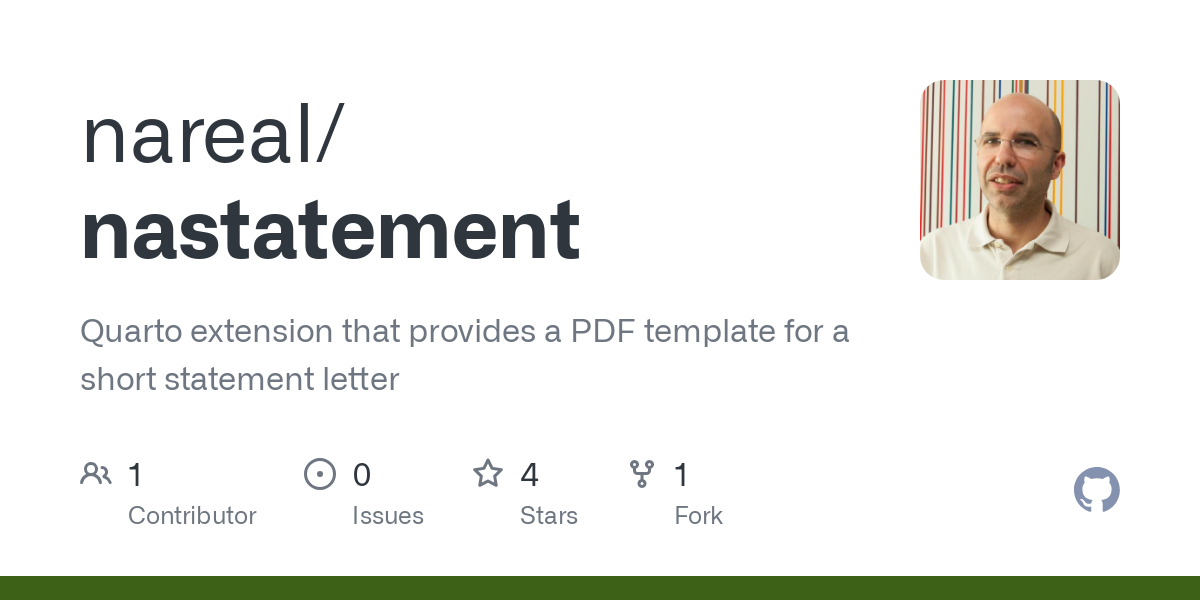 nareal/
nastatement
Quarto extension that provides a PDF template for a
short statement letter
1 0 4 1
Contributor Issues Stars Fork